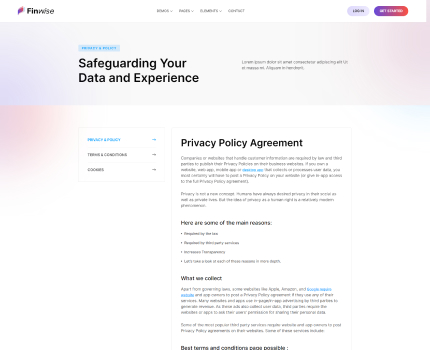 Finwise
DEMOS
PAGES
ELEMENTS
CONTACT
LOG IN
GET STARTED
PRIVACY & POLICY
Safeguarding Your
Data and Experience
Lorem ipsum dolor sit amet consectetur adipiscing elit Ut
et massa mi. Aliquam in hendrerit.
PRIVACY & POLICY
TERMS & CONDITIONS
COOKIES
Privacy Policy Agreement
Companies or websites that handle customer information are required by law and third
parties to publish their Privacy Policies on their business websites. If you own a
website, web app, mobile app or desktop app that collects or processes user data, you
most certainly will have to post a Privacy Policy on your website (or give in-app access
to the full Privacy Policy agreement).
Privacy is not a new concept. Humans have always desired privacy in their social as
well as private lives. But the idea of privacy as a human right is a relatively modern
phenomenon.
Here are some of the main reasons:
• Required by the law
• Required by third party services
• Increases Transparency
• Let's take a look at each of these reasons in more depth.
What we collect
Apart from governing laws, some websites like Apple, Amazon, and Google require
website and app owners to post a Privacy Policy agreement if they use any of their
services. Many websites and apps use in-page/in-app advertising by third parties to
generate revenue. As these ads also collect user data, third parties require the
websites or apps to ask their users' permission for sharing their personal data.
Some of the most popular third party services require website and app owners to post
Privacy Policy agreements on their websites. Some of these services include:
Best terms and conditions page possible :